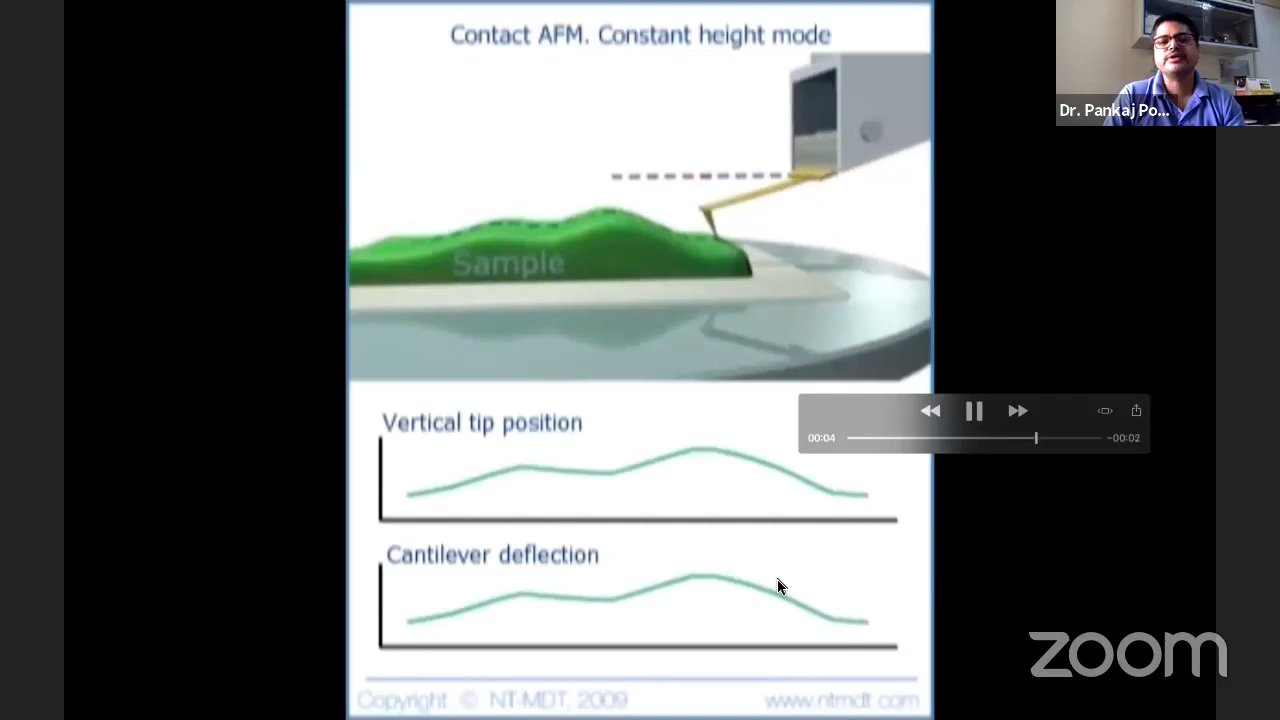 Contact AFM. Constant height mode
Dr. Pankaj Po...
Sample
Vertical tip position
00:04
-00:02
Cantilever deflection
zoom
Copyright © NT-MDT, 2009
www.ntmdt.com